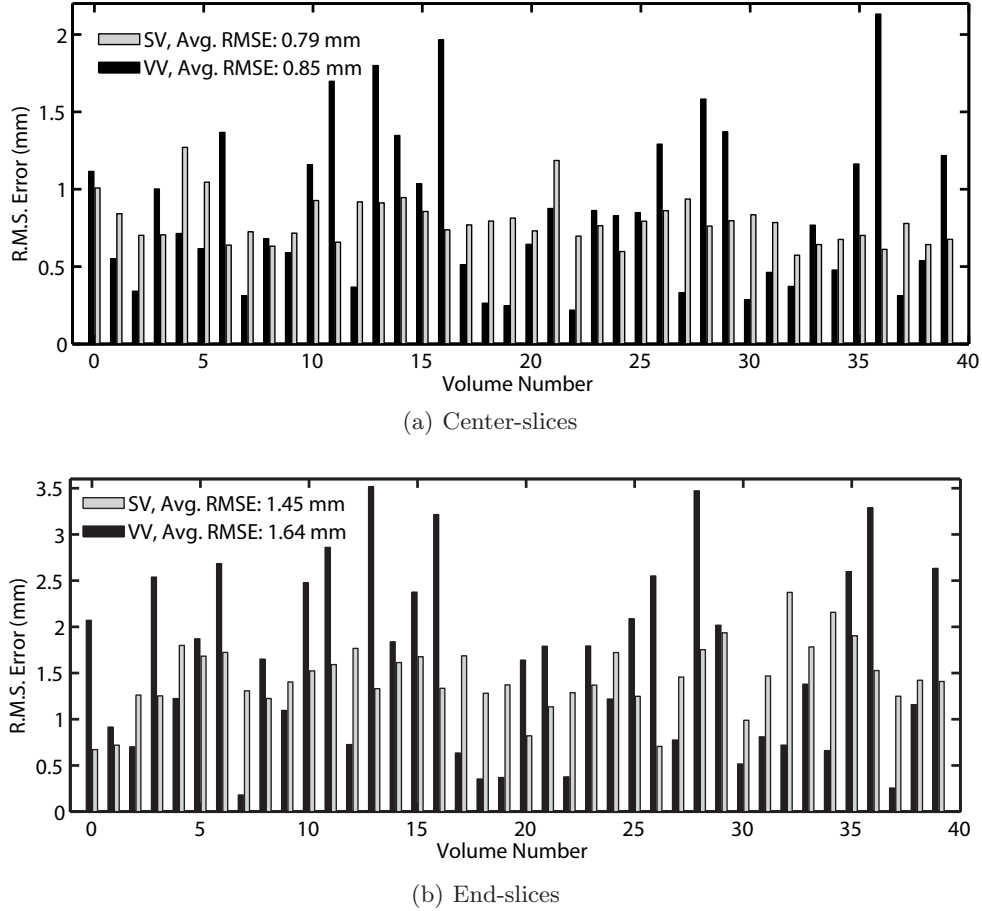 2
1.5
1
0.5
0
R.M.S. Error (mm)
SV, Avg. RMSE: 0.79 mm
VV, Avg. RMSE: 0.85 mm
0 5 10 15 20 25 30 35 40
Volume Number
(a) Center-slices
3.5
3
2.5
2
1.5
1
0.5
0
R.M.S. Error (mm)
SV, Avg. RMSE: 1.45 mm
VV, Avg. RMSE: 1.64 mm
0 5 10 15 20 25 30 35 40
Volume Number
(b) End-slices